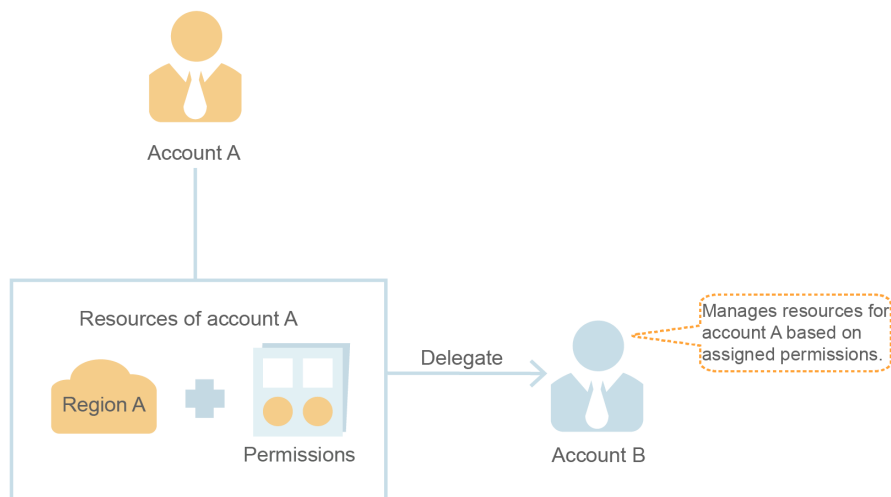 Account A
Resources of account A
Region A
Permissions
Delegate
Account B
Manages resources for
account A based on
assigned permissions.